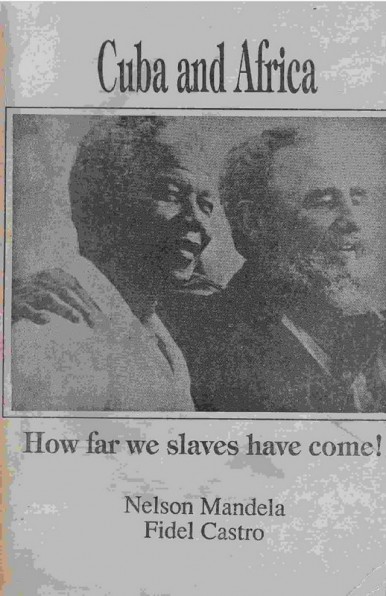 Cuba and Africa
How far we slaves have come!
Nelson Mandela
Fidel Castro